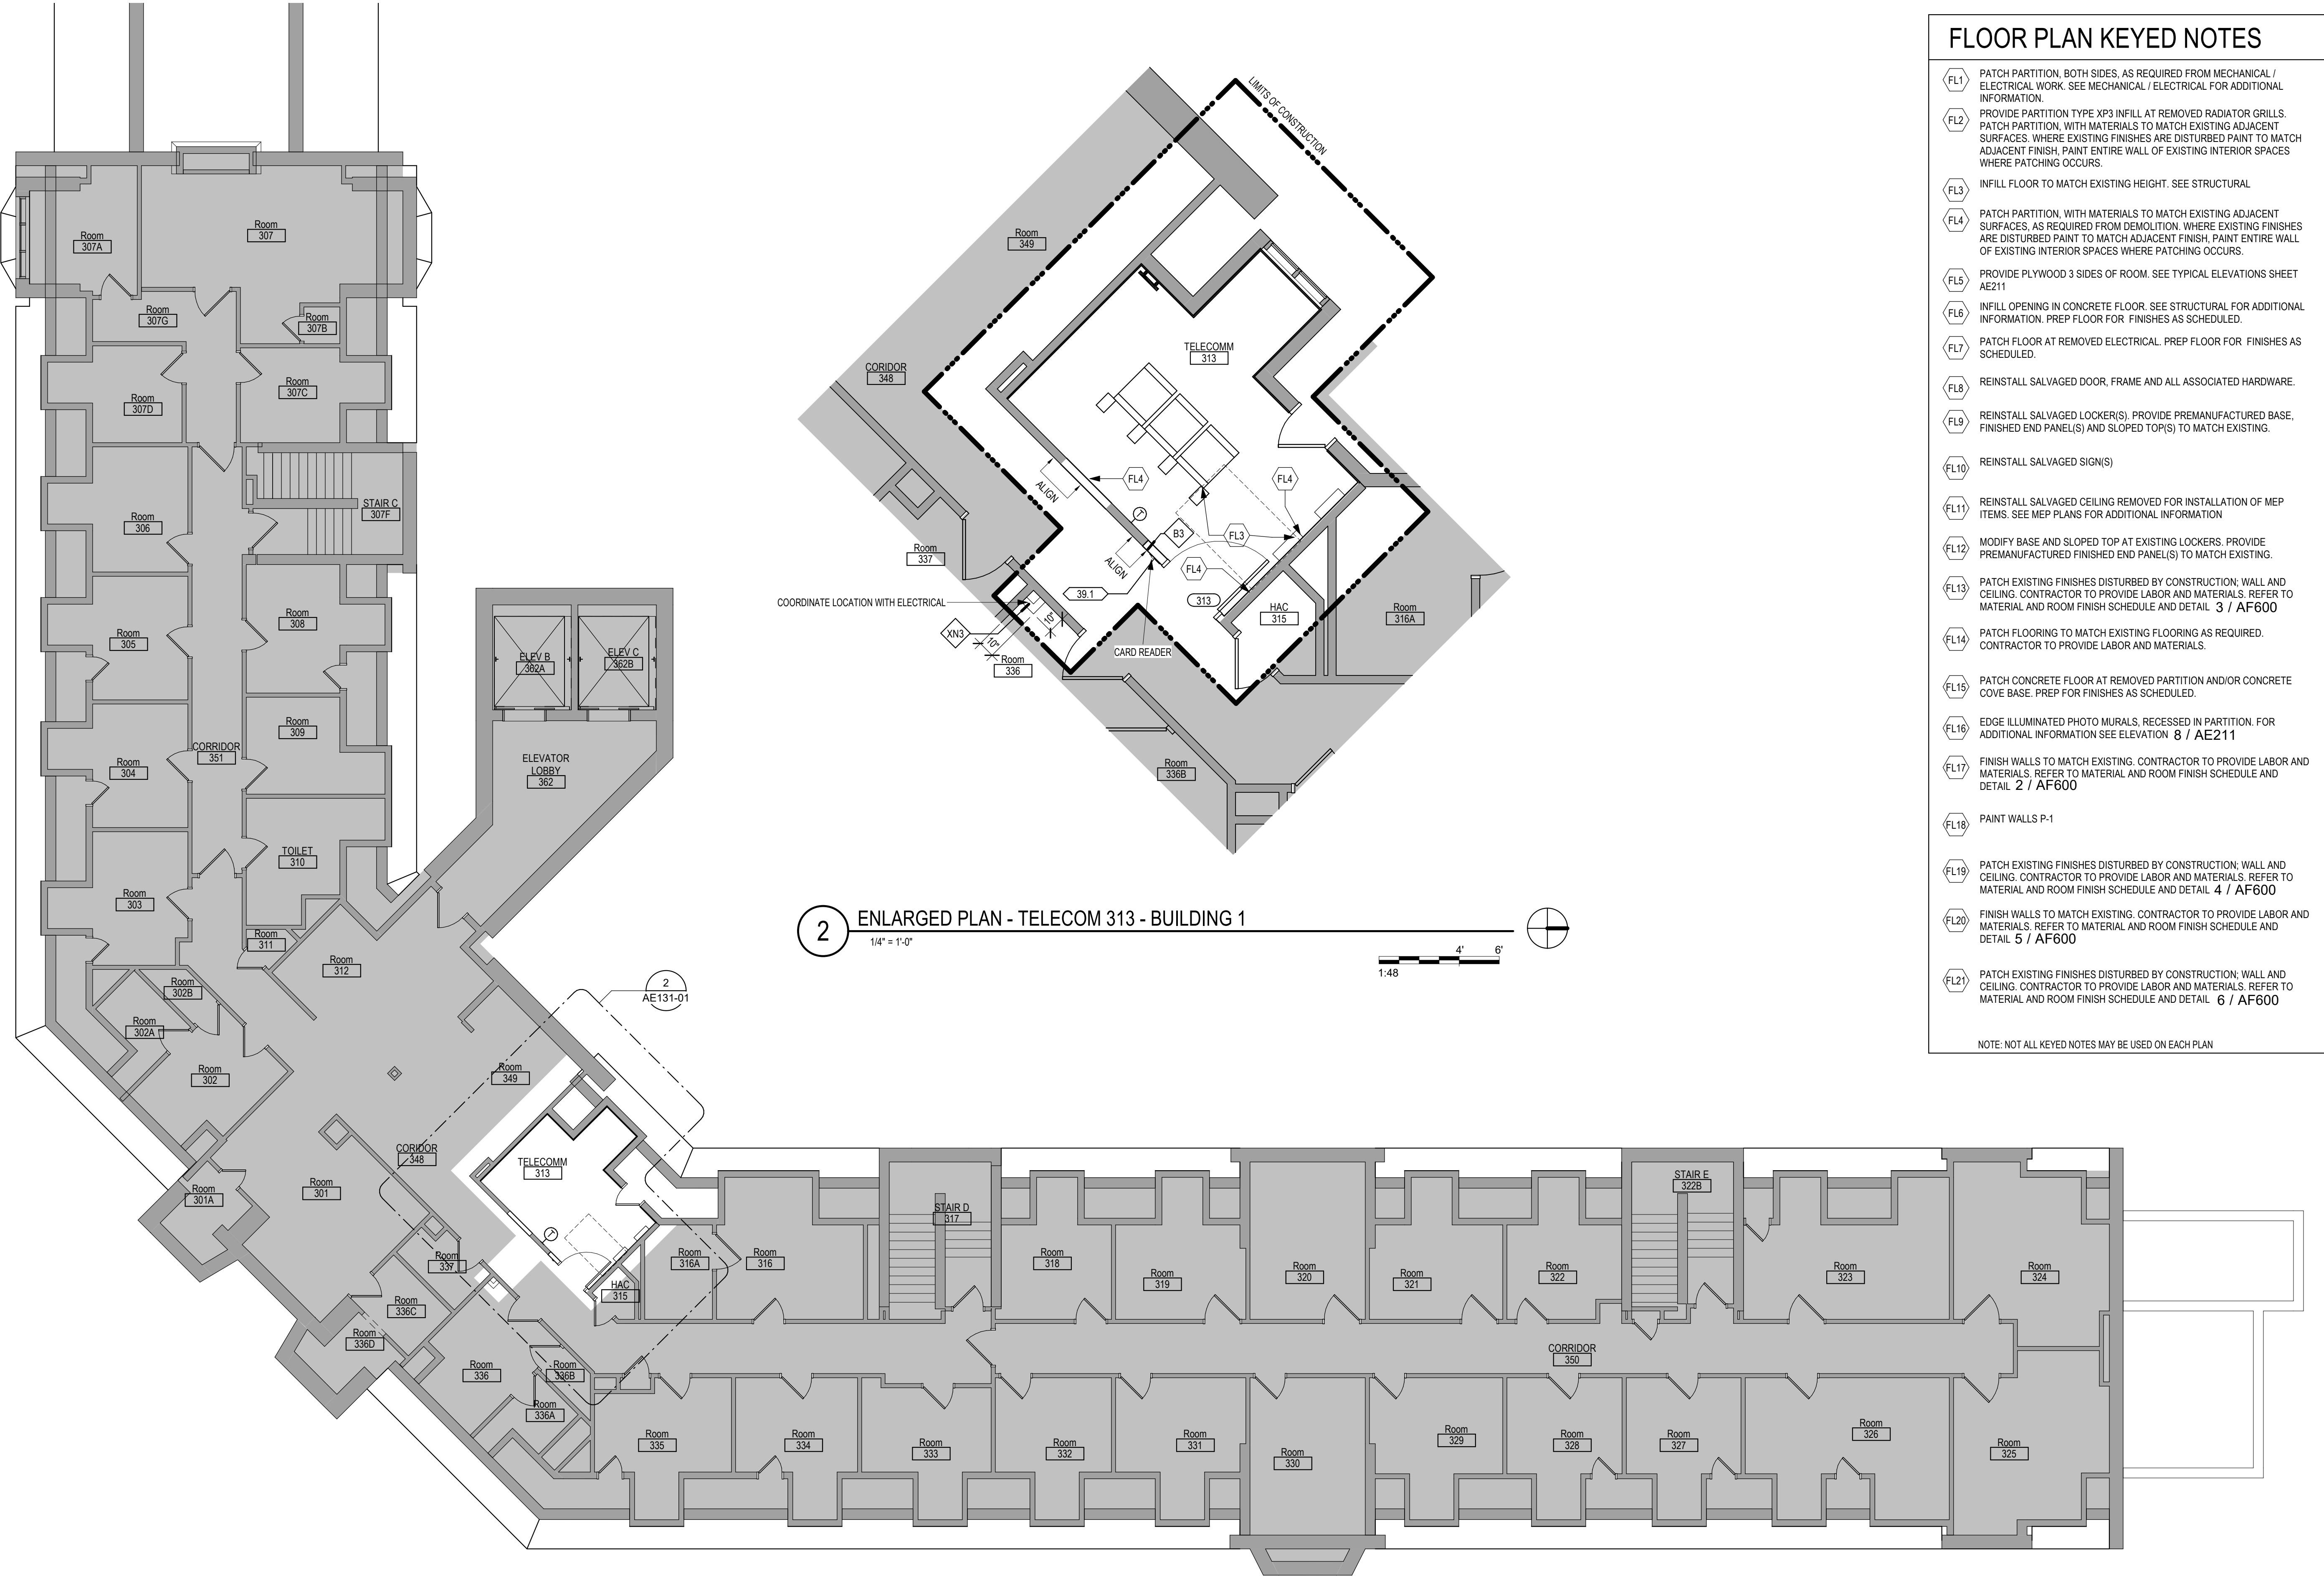 FLOOR PLAN KEYED NOTES
FL1
PATCH PARTITION, BOTH SIDES, AS REQUIRED FROM MECHANICAL /
ELECTRICAL WORK. SEE MECHANICAL / ELECTRICAL FOR ADDITIONAL
INFORMATION.
FL2
PROVIDE PARTITION TYPE XP3 INFILL AT REMOVED RADIATOR GRILLS.
PATCH PARTITION, WITH MATERIALS TO MATCH EXISTING ADJACENT
SURFACES. WHERE EXISTING FINISHES ARE DISTURBED PAINT TO MATCH
ADJACENT FINISH, PAINT ENTIRE WALL OF EXISTING INTERIOR SPACES
WHERE PATCHING OCCURS.
FL3
INFILL FLOOR TO MATCH EXISTING HEIGHT. SEE STRUCTURAL
FL4
PATCH PARTITION, WITH MATERIALS TO MATCH EXISTING ADJACENT
SURFACES, AS REQUIRED FROM DEMOLITION. WHERE EXISTING FINISHES
ARE DISTURBED PAINT TO MATCH ADJACENT FINISH, PAINT ENTIRE WALL
OF EXISTING INTERIOR SPACES WHERE PATCHING OCCURS.
FL5
PROVIDE PLYWOOD 3 SIDES OF ROOM. SEE TYPICAL ELEVATIONS SHEET
AE211
FL6
INFILL OPENING IN CONCRETE FLOOR. SEE STRUCTURAL FOR ADDITIONAL
INFORMATION. PREP FLOOR FOR FINISHES AS SCHEDULED.
FL7
PATCH FLOOR AT REMOVED ELECTRICAL. PREP FLOOR FOR FINISHES AS
SCHEDULED.
FL8
REINSTALL SALVAGED DOOR, FRAME AND ALL ASSOCIATED HARDWARE.
FL9
REINSTALL SALVAGED LOCKER(S). PROVIDE PREMANUFACTURED BASE,
FINISHED END PANEL(S) AND SLOPED TOP(S) TO MATCH EXISTING.
FL10
REINSTALL SALVAGED SIGN(S)
FL11
REINSTALL SALVAGED CEILING REMOVED FOR INSTALLATION OF MEP
ITEMS. SEE MEP PLANS FOR ADDITIONAL INFORMATION
FL12
MODIFY BASE AND SLOPED TOP AT EXISTING LOCKERS. PROVIDE
PREMANUFACTURED FINISHED END PANEL(S) TO MATCH EXISTING.
FL13
PATCH EXISTING FINISHES DISTURBED BY CONSTRUCTION; WALL AND
CEILING. CONTRACTOR TO PROVIDE LABOR AND MATERIALS. REFER TO
MATERIAL AND ROOM FINISH SCHEDULE AND DETAIL 3 / AF600
FL14
PATCH FLOORING TO MATCH EXISTING FLOORING AS REQUIRED.
CONTRACTOR TO PROVIDE LABOR AND MATERIALS.
FL15
PATCH CONCRETE FLOOR AT REMOVED PARTITION AND/OR CONCRETE
COVE BASE. PREP FOR FINISHES AS SCHEDULED.
FL16
EDGE ILLUMINATED PHOTO MURALS, RECESSED IN PARTITION. FOR
ADDITIONAL INFORMATION SEE ELEVATION 8 / AE211
FL17
FINISH WALLS TO MATCH EXISTING. CONTRACTOR TO PROVIDE LABOR AND
MATERIALS. REFER TO MATERIAL AND ROOM FINISH SCHEDULE AND
DETAIL 2 / AF600
FL18
PAINT WALLS P-1
FL19
PATCH EXISTING FINISHES DISTURBED BY CONSTRUCTION; WALL AND
CEILING. CONTRACTOR TO PROVIDE LABOR AND MATERIALS. REFER TO
MATERIAL AND ROOM FINISH SCHEDULE AND DETAIL 4 / AF600
FL20
FINISH WALLS TO MATCH EXISTING. CONTRACTOR TO PROVIDE LABOR AND
MATERIALS. REFER TO MATERIAL AND ROOM FINISH SCHEDULE AND
DETAIL 5 / AF600
FL21
PATCH EXISTING FINISHES DISTURBED BY CONSTRUCTION; WALL AND
CEILING. CONTRACTOR TO PROVIDE LABOR AND MATERIALS. REFER TO
MATERIAL AND ROOM FINISH SCHEDULE AND DETAIL 6 / AF600
NOTE: NOT ALL KEYED NOTES MAY BE USED ON EACH PLAN
LIMITS OF CONSTRUCTION
Room
349
TELECOMM
313
CORIDOR
348
FL4
FL4
ALIGN
T
B3
FL3
Room
337
ALIGN
FL4
39.1
313
COORDINATE LOCATION WITH ELECTRICAL
HAC
315
Room
316A
10"
XN3
10"
CARD READER
Room
336
Room
336B
2
ENLARGED PLAN - TELECOM 313 - BUILDING 1
1/4" = 1'-0"
4'
6'
1:48
Room
307
Room
307A
Room
307G
Room
307B
Room
307C
Room
307D
STAIR C
307F
Room
306
Room
308
Room
305
ELEV B
362A
ELEV C
362B
Room
309
CORRIDOR
351
Room
304
ELEVATOR
LOBBY
362
TOILET
310
Room
303
Room
311
Room
312
Room
302B
2
AE131-01
Room
302A
Room
302
Room
349
CORIDOR
348
TELECOMM
313
Room
301A
Room
301
T
Room
337
Room
336C
Room
336D
HAC
315
Room
316A
Room
316
STAIR D
317
Room
318
Room
319
Room
320
Room
321
Room
322
STAIR E
322B
Room
323
Room
324
CORRIDOR
350
Room
336
Room
336B
Room
336A
Room
335
Room
334
Room
333
Room
332
Room
331
Room
330
Room
329
Room
328
Room
327
Room
326
Room
325